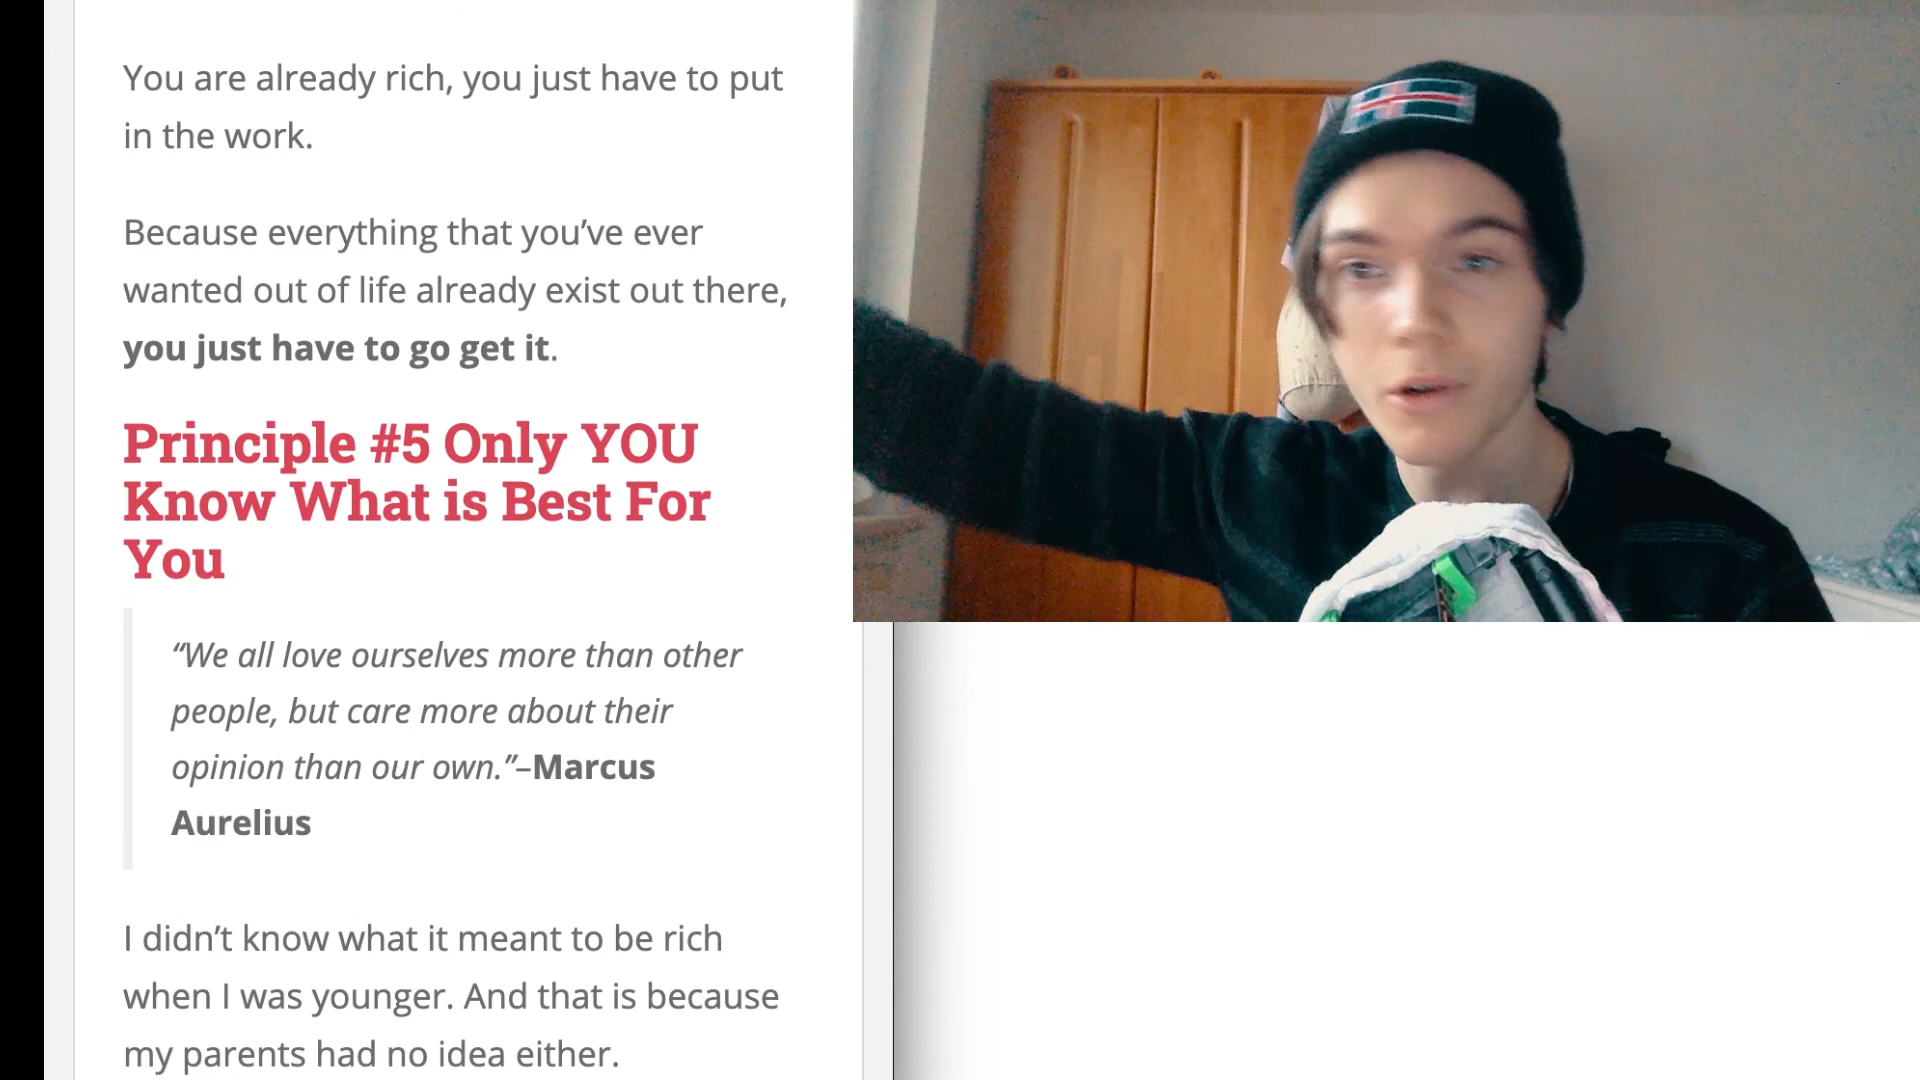 You are already rich, you just have to put
in the work.
Because everything that you’ve ever
wanted out of life already exist out there,
you just have to go get it.
Principle #5 Only YOU
Know What is Best For
You
“We all love ourselves more than other
people, but care more about their
opinion than our own.”–Marcus
Aurelius
I didn’t know what it meant to be rich
when I was younger. And that is because
my parents had no idea either.